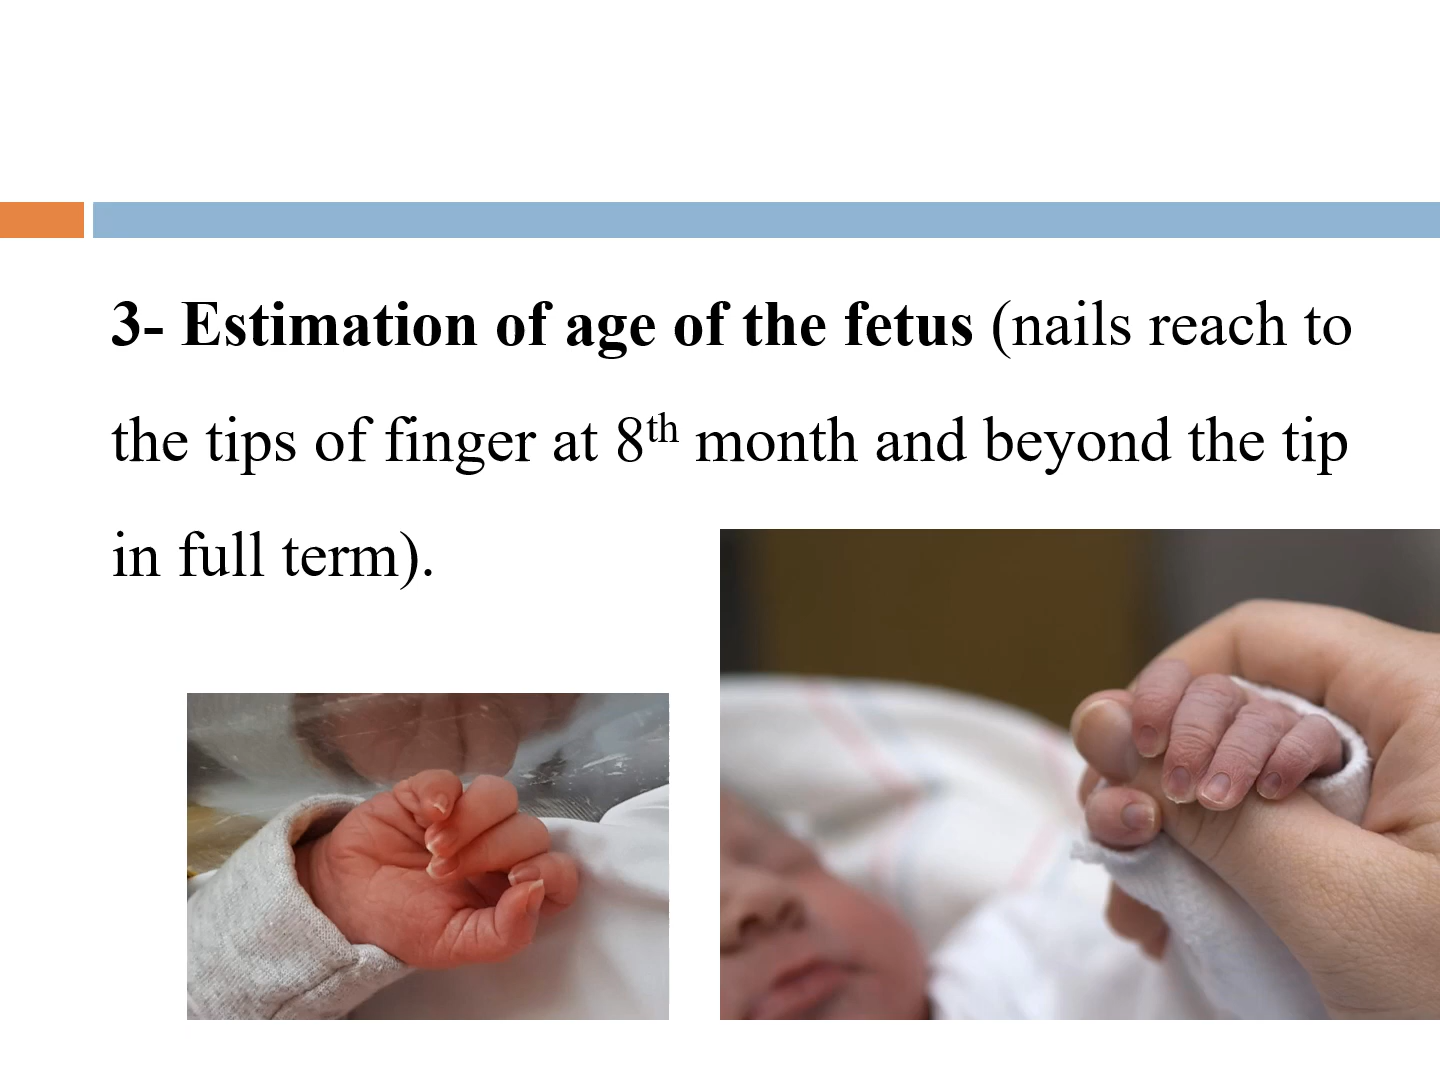 3- Estimation of age of the fetus (nails reach to
the tips of finger at 8th month and beyond the tip
in full term).